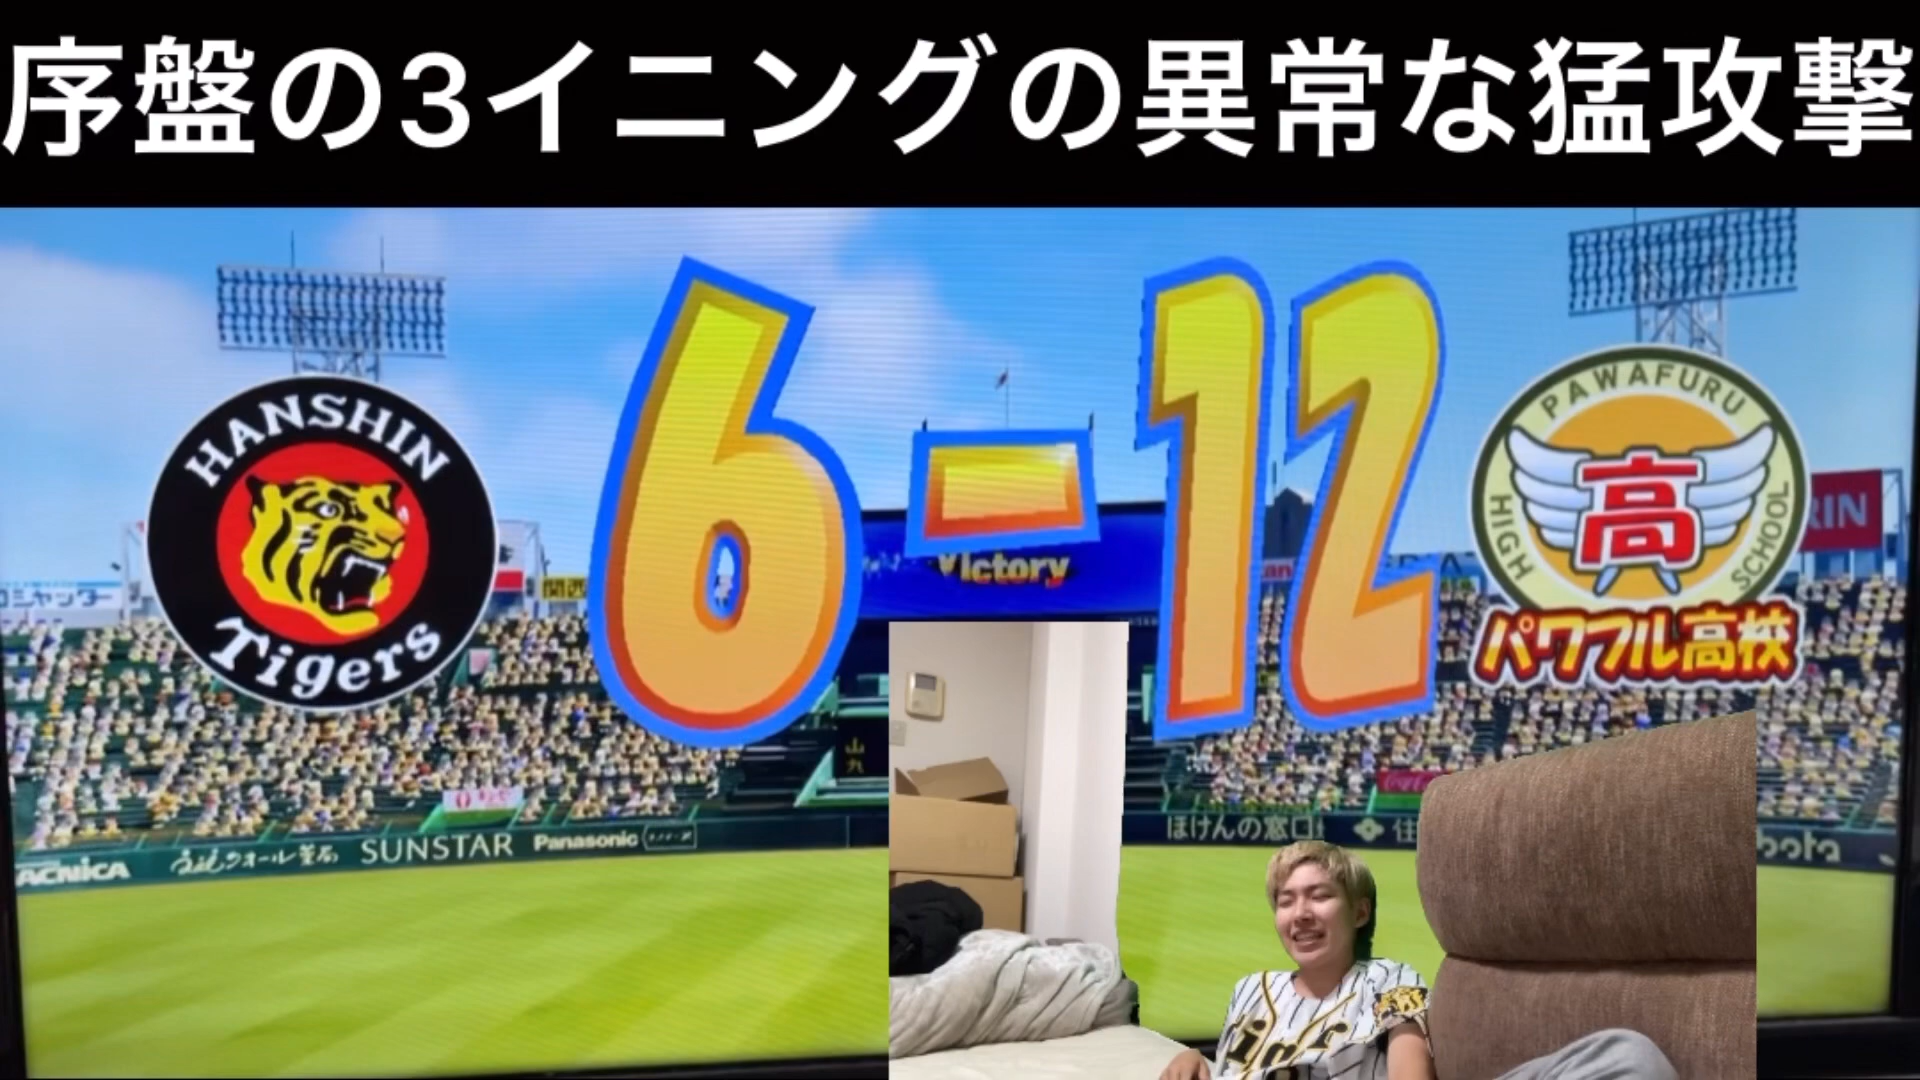 序盤の3イニングの異常な猛攻撃
HANSHIN
Tigers
6-12
Victory
PAWAFURU
HIGH SCHOOL
高
パワフル高校
山丸
SUNSTAR
Panasonic
ほけんの窓口